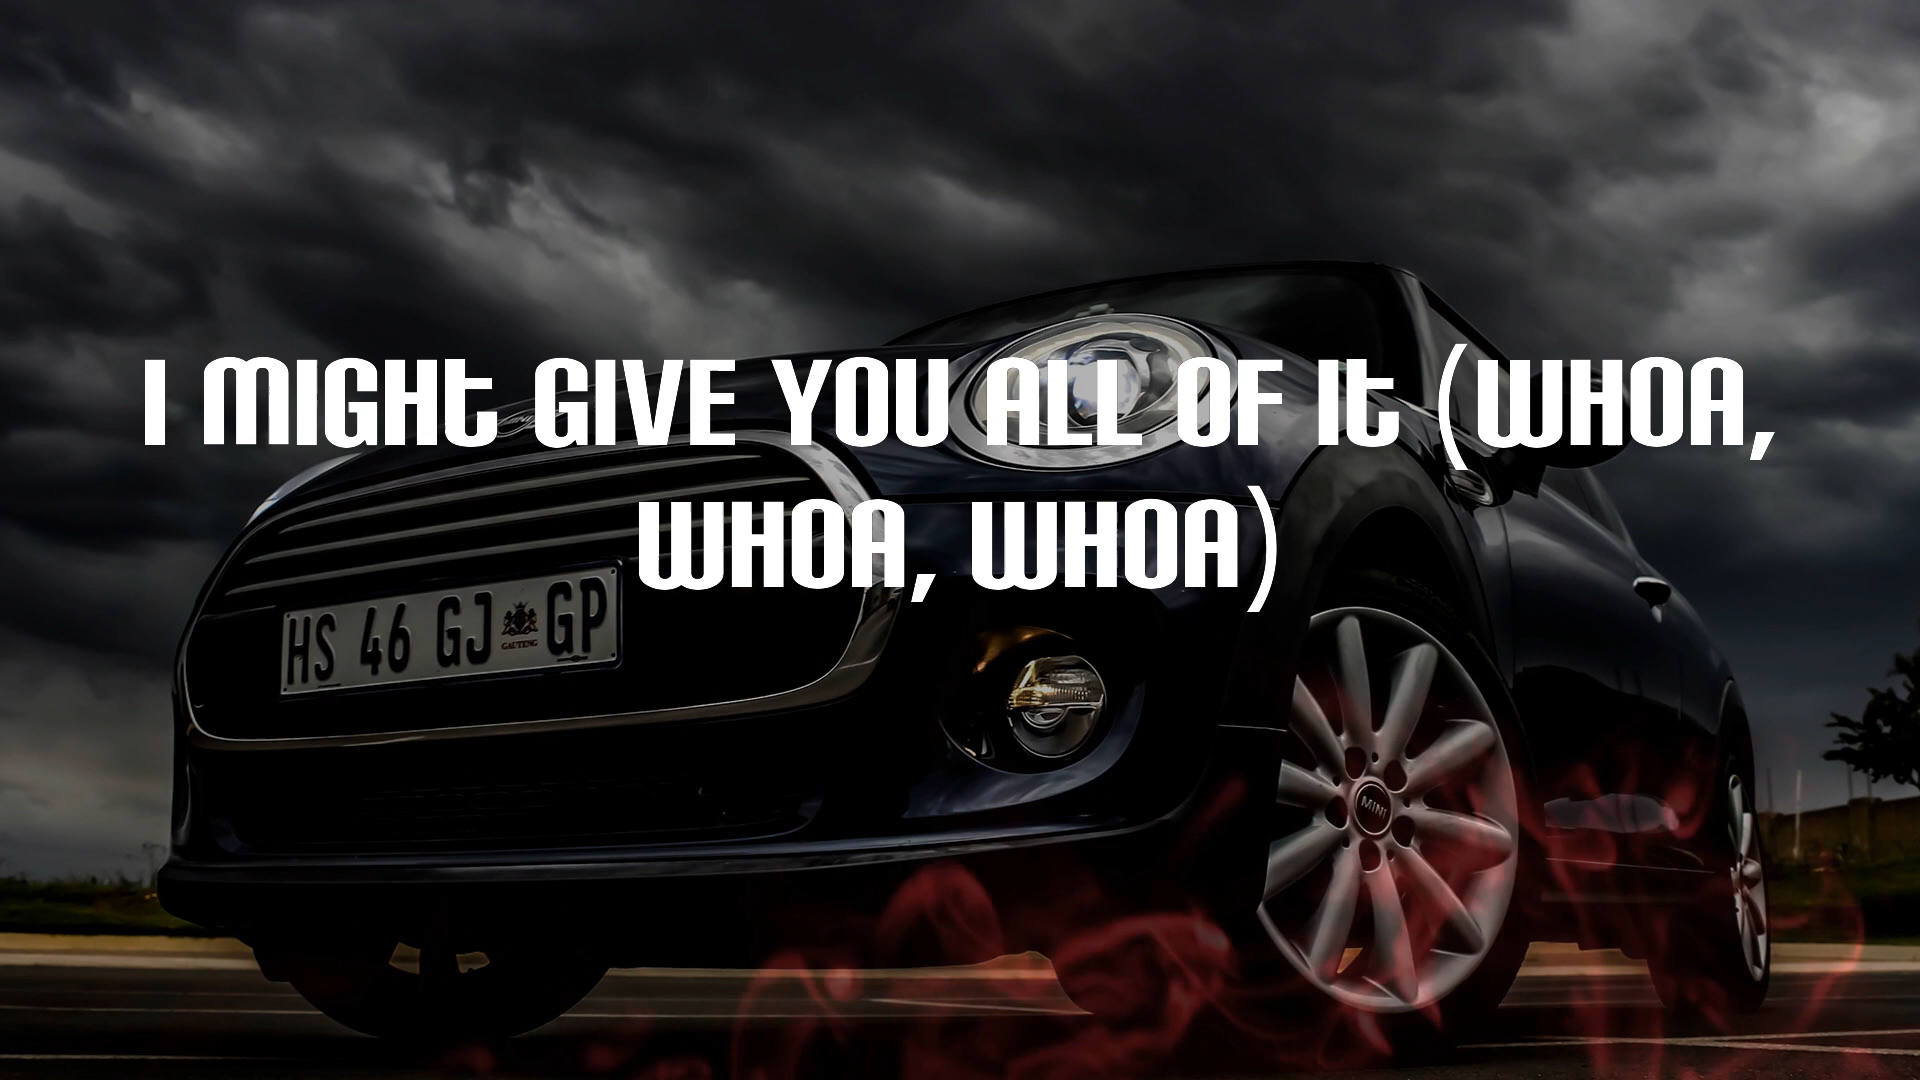 I MIGHT GIVE YOU ALL OF IT (WHOA,
WHOA, WHOA)
HS 46 GJ GP
GAUTENG
MINI